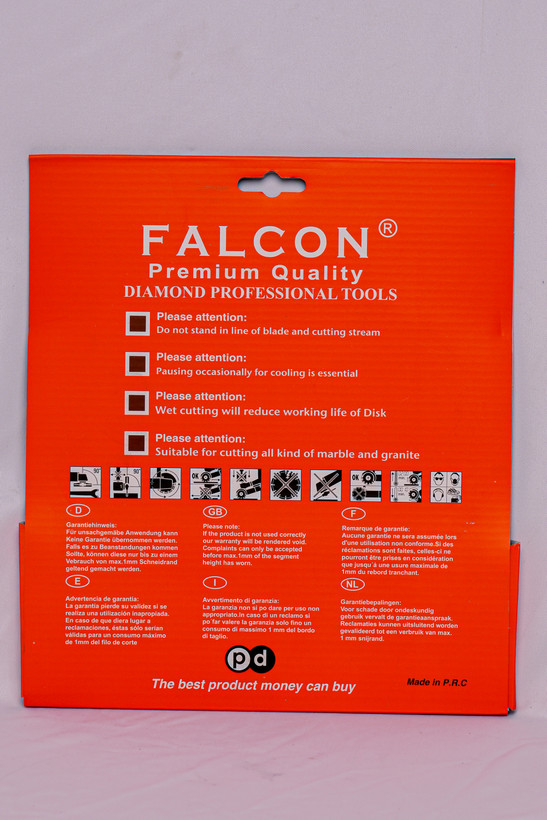 FALCON®
Premium Quality
DIAMOND PROFESSIONAL TOOLS
Please attention:
Do not stand in line of blade and cutting stream
Please attention:
Pausing occasionally for cooling is essential
Please attention:
Wet cutting will reduce working life of Disk
Please attention:
Suitable for cutting all kind of marble and granite
90°
90°
OK
OK
D
Garantiehinweis:
Für unsachgemäße Anwendung kann
Keine Garantie übernommen werden.
Falls es zu Beanstandungen kommen
Sollte, können diese nur bis zu einem
Verebrauch von max.1mm Schneidrand
geltend gemacht werden.
GB
Please note:
If the product is not used correctly
our warranty will be rendered void.
Complaints can only be accepted
before max.1mm of the segment
height has worn.
F
Remarque de garantie:
Aucune garantie ne sera assumée lors
d'une utilisation non conforme.Si des
réclamations sont faites, celles-ci ne
pourront être prises en considération
que jusqu'à une usure maximale de
1mm du rebord tranchant.
E
Advertencia de garantia:
La garantía pierde su validez si se
realiza una utilización inapropiada.
En caso de que diera lugar a
reclamaciones, éstas sólo serian
válidas para un consumo máximo
de 1mm del filo de corte
I
Avvertimento di garanzia:
La garanzia non si po dare per uso non
appropriato.In caso di un reclamo si
po far valere la garanzia solo fino un
consumo di massimo 1 mm del bordo
di taglio.
NL
Garantiebepalingen:
Voor schade door ondeskundig
gebruik vervalt de garantieaanspraak.
Reclamaties kunnen uitsluitend worden
gevalideerd tot een verbruik van max.
1 mm snijrand.
pd
The best product money can buy
Made in P.R.C